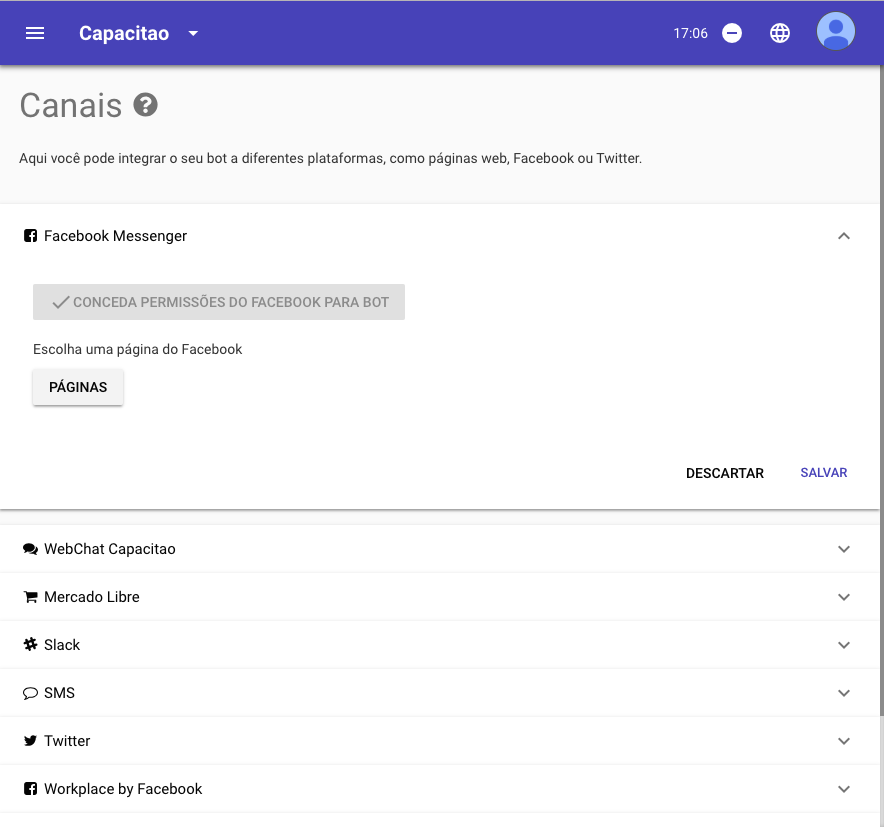 Capacitao
17:06
Canais
Aqui você pode integrar o seu bot a diferentes plataformas, como páginas web, Facebook ou Twitter.
Facebook Messenger
CONCEDA PERMISSÕES DO FACEBOOK PARA BOT
Escolha uma página do Facebook
PÁGINAS
DESCARTAR SALVAR
WebChat Capacitao
Mercado Libre
Slack
SMS
Twitter
Workplace by Facebook